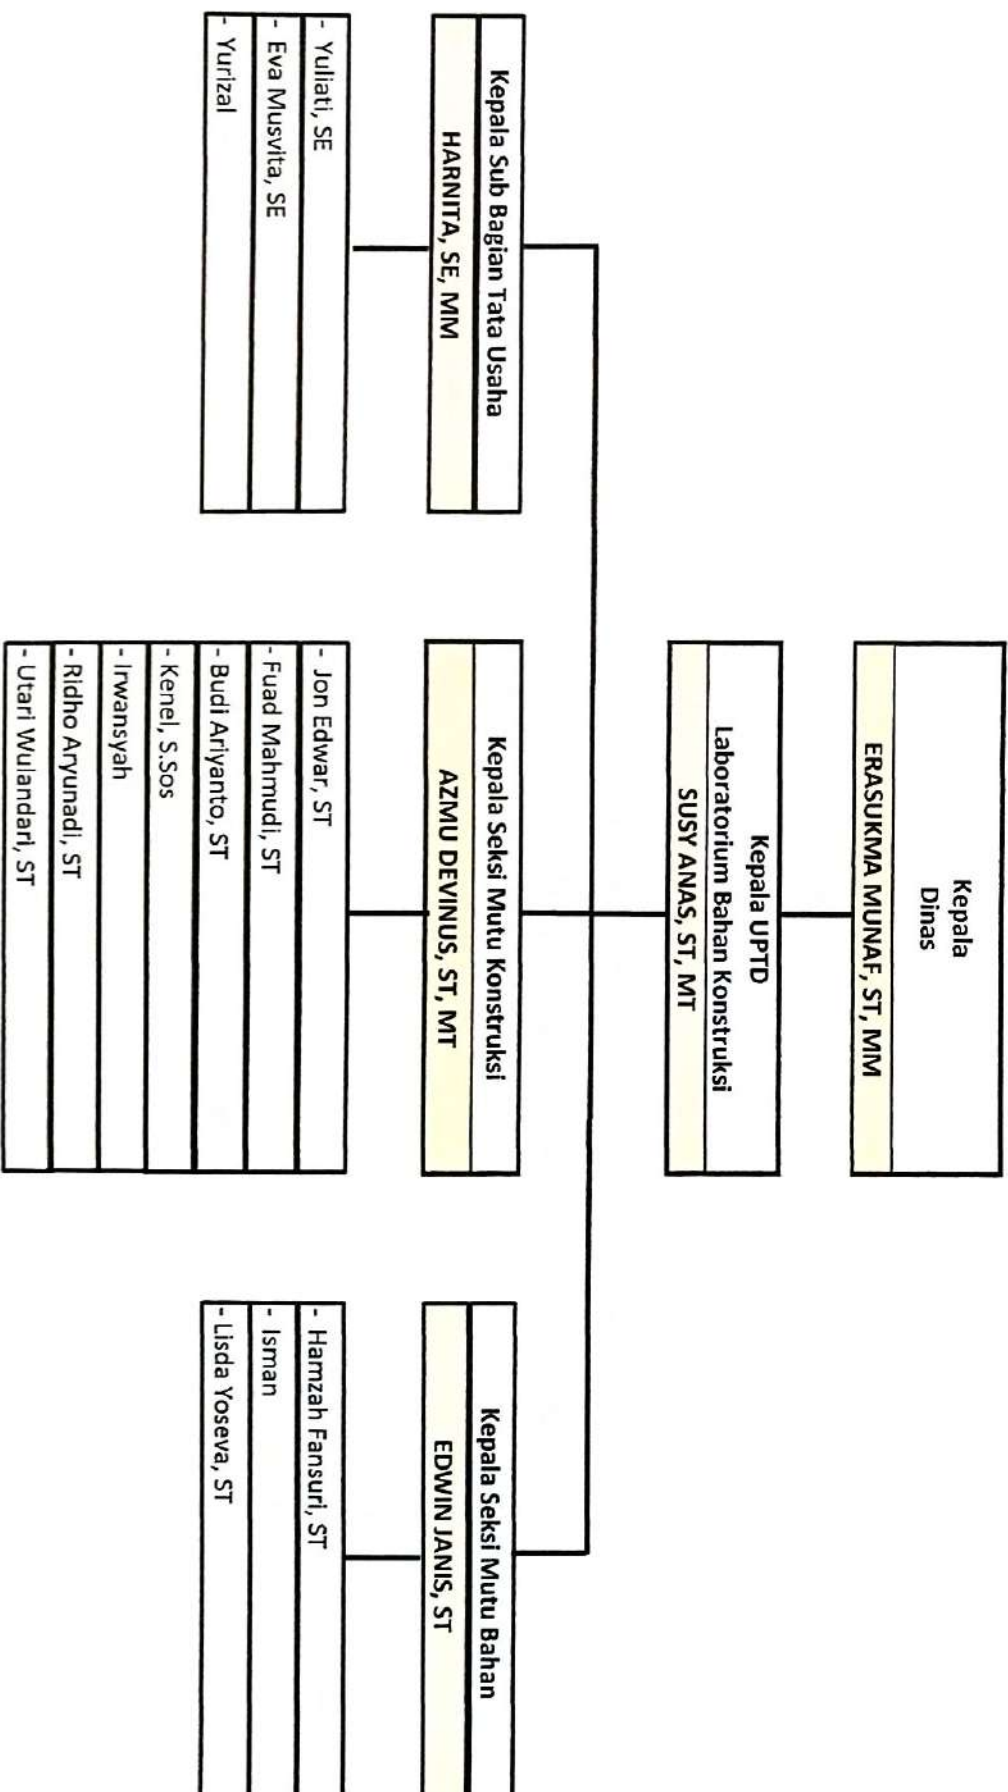 Kepala
Dinas
ERASUKMA MUNAF, ST, MM
Kepala UPTD
Laboratorium Bahan Konstruksi
SUSY ANAS, ST, MT
Kepala Sub Bagian Tata Usaha
HARNITA, SE, MM
- Yuliati, SE
- Eva Musvita, SE
- Yurizal
Kepala Seksi Mutu Konstruksi
AZMU DEVINUS, ST, MT
- Jon Edwar, ST
- Fuad Mahmudi, ST
- Budi Ariyanto, ST
- Kenel, S.Sos
- Irwansyah
- Ridho Aryunadi, ST
- Utari Wulandari, ST
Kepala Seksi Mutu Bahan
EDWIN JANIS, ST
- Hamzah Fansuri, ST
- Isman
- Lisda Yoseva, ST